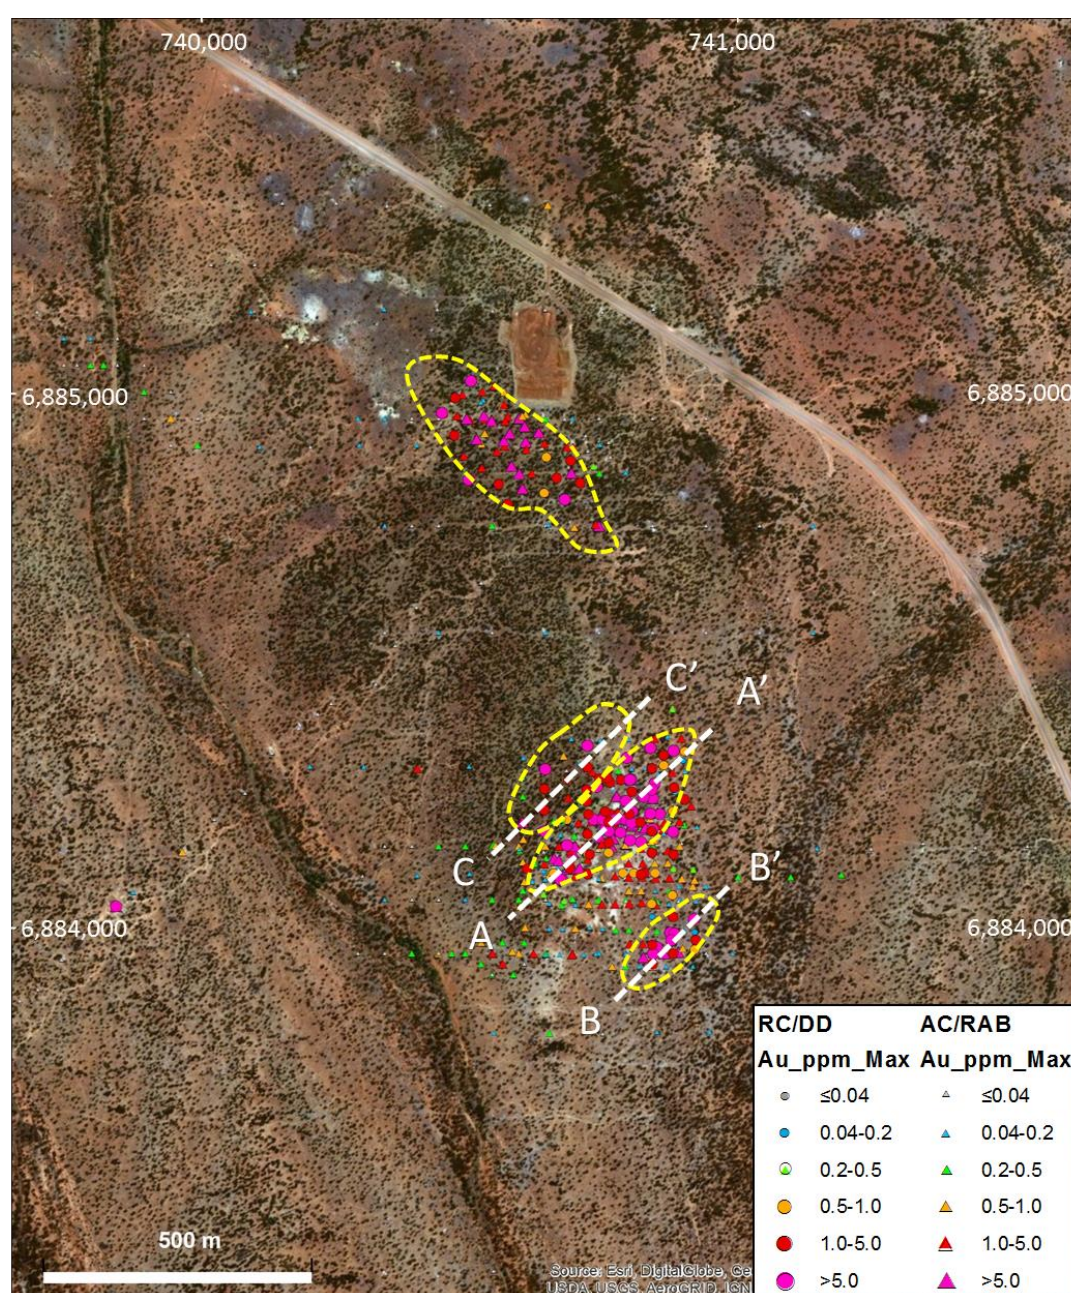 740,000 741,000
6,885,000 6,885,000
C’ A’
C B’
6,884,000 A 6,884,000
B
RC/DD AC/RAB
Au_ppm_Max Au_ppm_Max
≤0.04 ≤0.04
0.04-0.2 0.04-0.2
0.2-0.5 0.2-0.5
0.5-1.0 0.5-1.0
1.0-5.0 1.0-5.0
>5.0 >5.0
500 m
Source: Esri, DigitalGlobe, Ge
USDA, USGS, AeroGRID, IGN